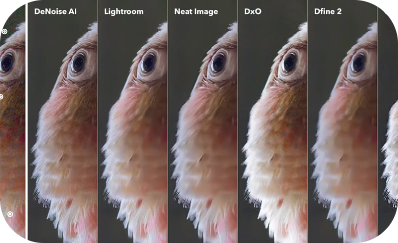 DeNoise AI
Lightroom
Neat Image
DxO
Dfine 2